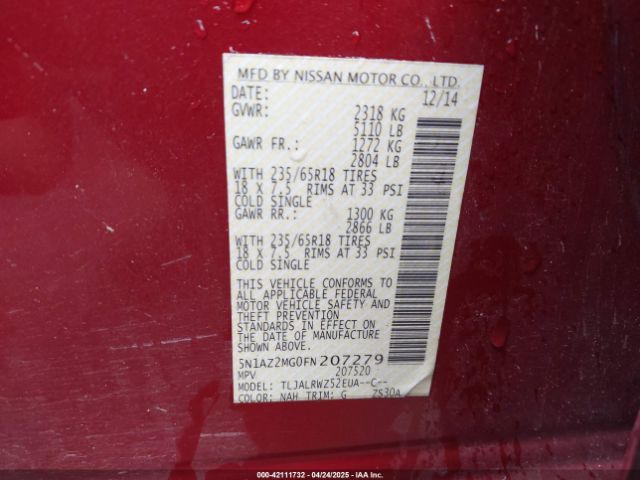 MFD BY NISSAN MOTOR CO., LTD.
DATE: 12/14
GVWR: 2318 KG
5110 LB
GAWR FR.: 1272 KG
2804 LB
WITH 235/65R18 TIRES
18 X 7.5 RIMS AT 33 PSI
COLD SINGLE
GAWR RR.: 1300 KG
2866 LB
WITH 235/65R18 TIRES
18 X 7.5 RIMS AT 33 PSI
COLD SINGLE
THIS VEHICLE CONFORMS TO
ALL APPLICABLE FEDERAL
MOTOR VEHICLE SAFETY AND
THEFT PREVENTION
STANDARDS IN EFFECT ON
THE DATE OF MANUFACTURE
SHOWN ABOVE.
5N1AZ2MG0FN207279
MPV 207520
MODEL: TLJALRWZ52EUA--C--
COLOR: NAH TRIM: G ZS30A
000-42111732 - 04/24/2025 - IAA Inc.